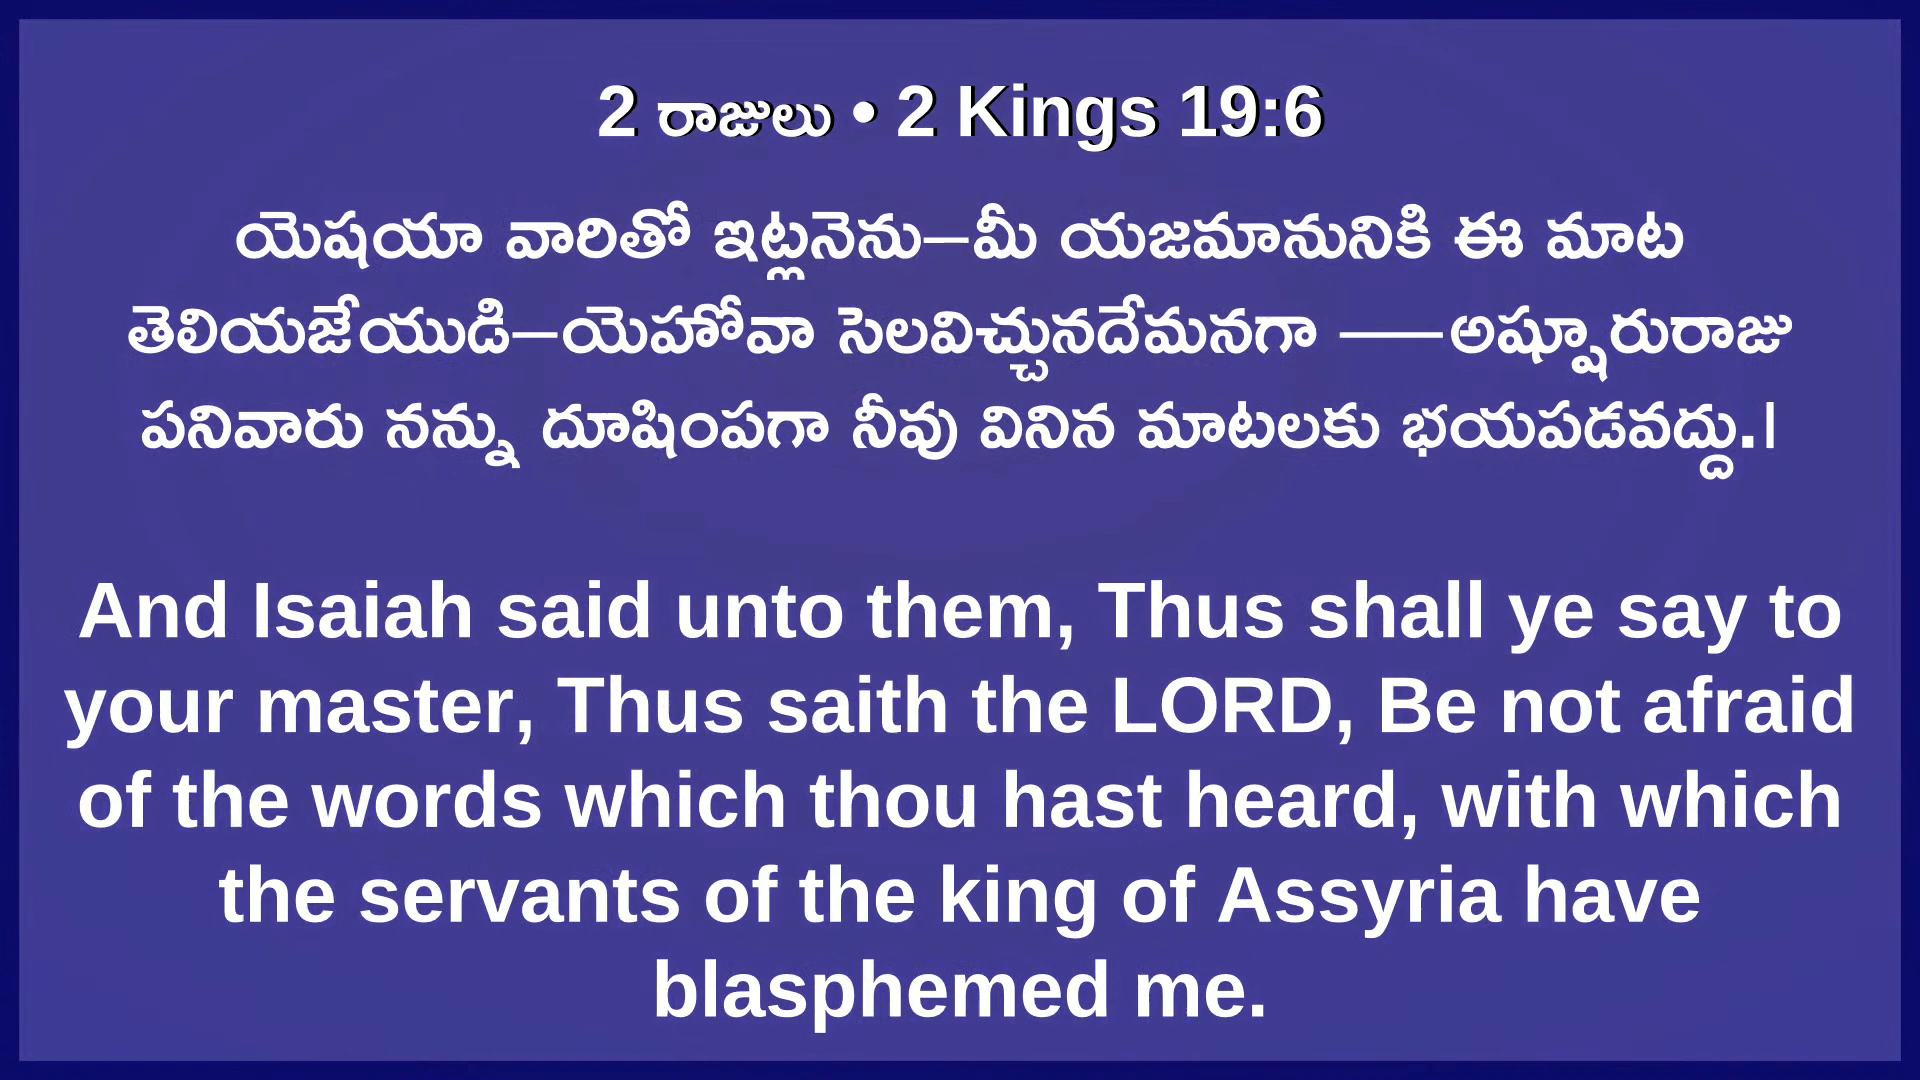 2 రాజులు • 2 Kings 19:6
యెషయా వారితో ఇట్లనెను—మీ యజమానునికి ఈ మాట
తెలియజేయుడి—యెహోవా సెలవిచ్చునదేమనగా ——అష్షూరురాజు
పనివారు నన్ను దూషింపగా నీవు వినిన మాటలకు భయపడవద్దు.|
And Isaiah said unto them, Thus shall ye say to
your master, Thus saith the LORD, Be not afraid
of the words which thou hast heard, with which
the servants of the king of Assyria have
blasphemed me.